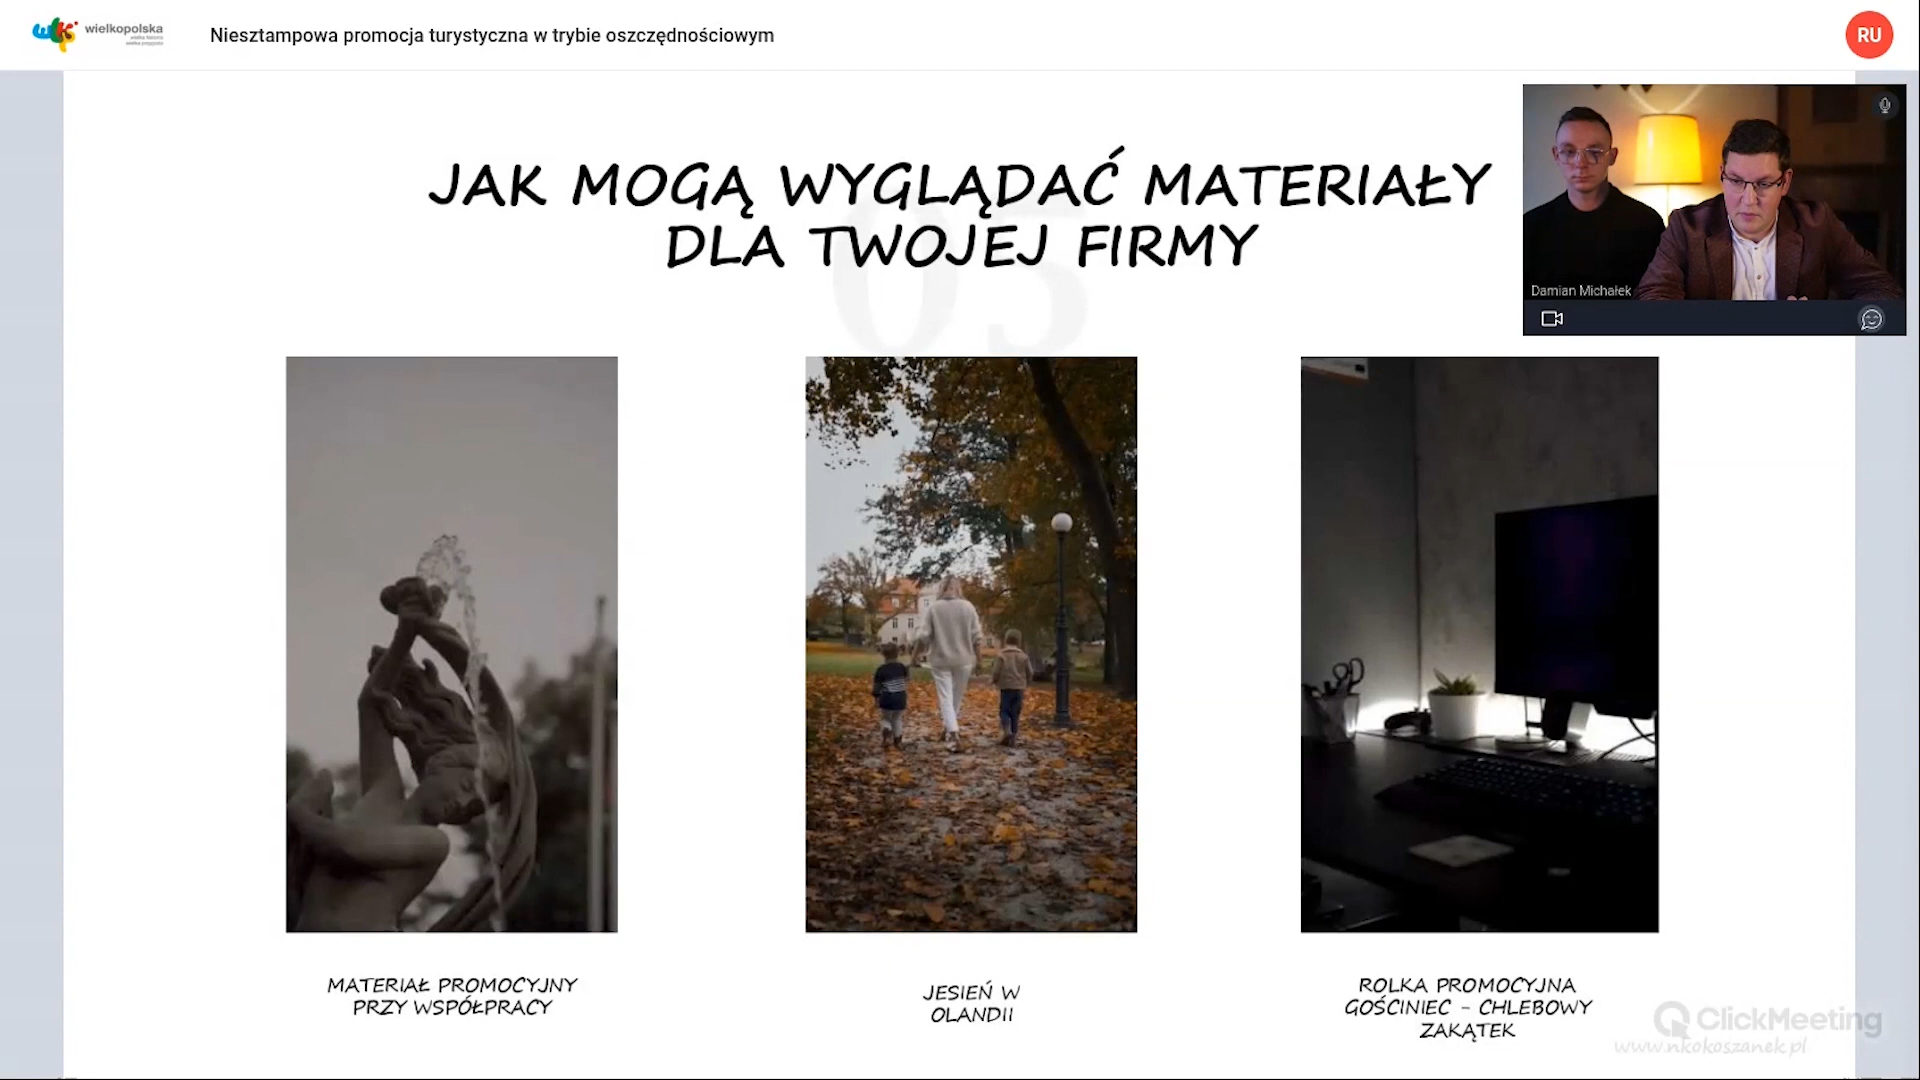 wielkopolska
Niesztampowa promocja turystyczna w trybie oszczędnościowym
RU
JAK MOGĄ WYGLĄDAĆ MATERIAŁY
DLA TWOJEJ FIRMY
05
Damian Michałek
MATERIAŁ PROMOCYJNY
PRZY WSPÓŁPRACY
JESIEŃ W
OLANDII
ROLKA PROMOCYJNA
GOŚCINIEC - CHLEBOWY
ZAKĄTEK
ClickMeeting
www.nkokoszanek.pl